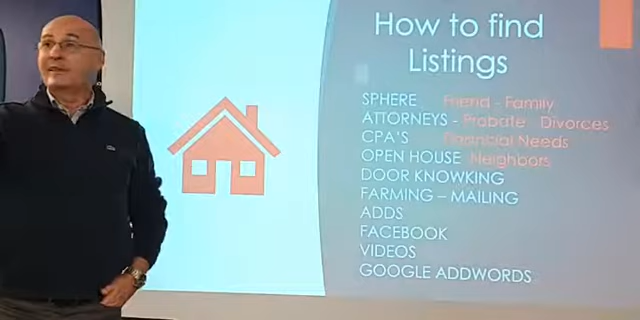 How to find
Listings
SPHERE Friend - Family
ATTORNEYS - Probate Divorces
CPA'S Financial Needs
OPEN HOUSE Neighbors
DOOR KNOWKING
FARMING – MAILING
ADDS
FACEBOOK
VIDEOS
GOOGLE ADDWORDS